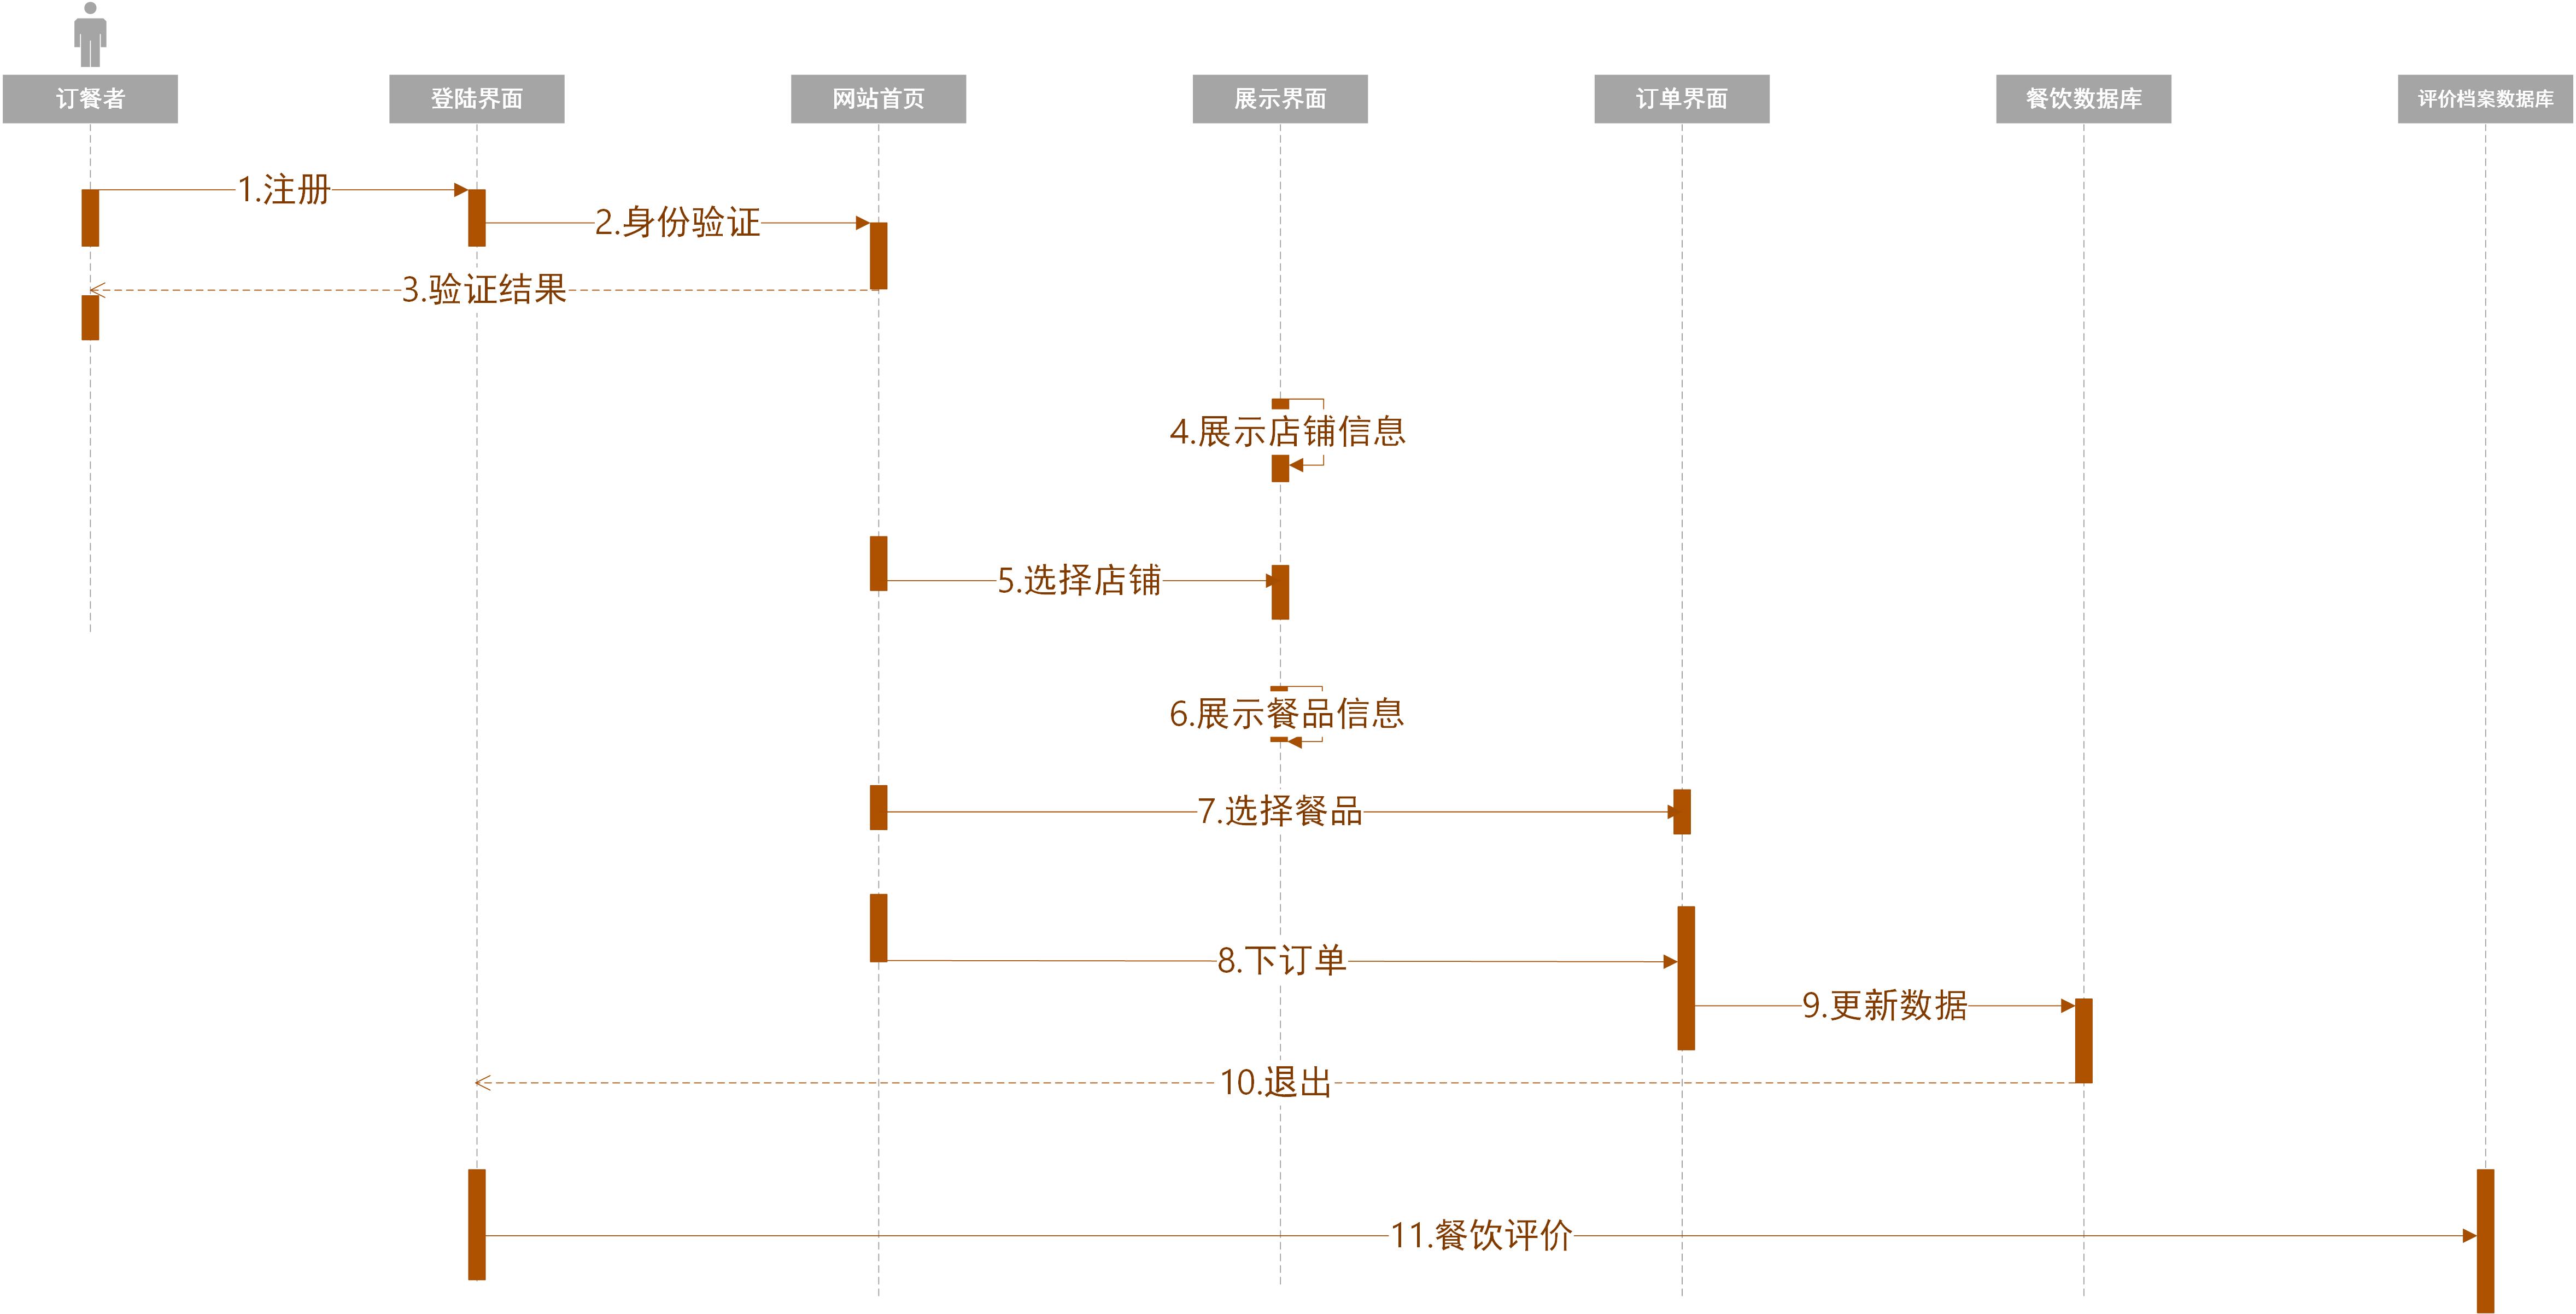 订餐者
登陆界面
网站首页
展示界面
订单界面
餐饮数据库
评价档案数据库
1.注册
2.身份验证
3.验证结果
4.展示店铺信息
5.选择店铺
6.展示餐品信息
7.选择餐品
8.下订单
9.更新数据
10.退出
11.餐饮评价